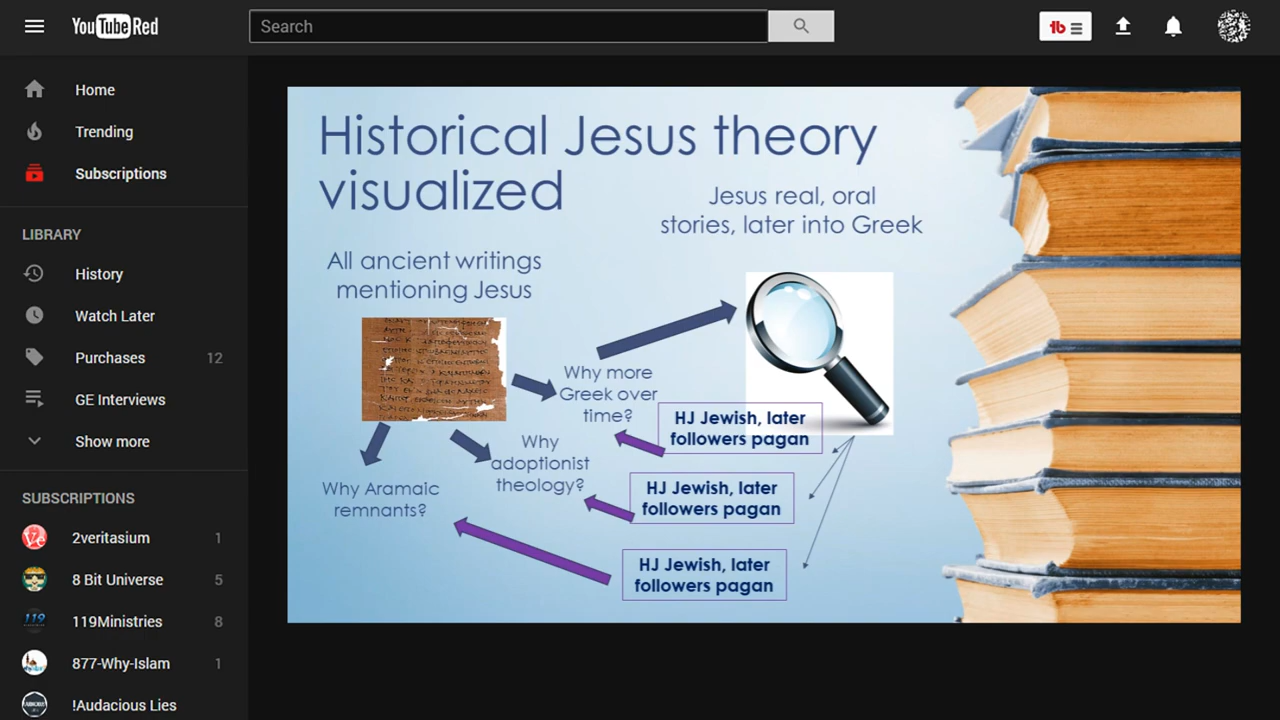 YouTube Red
Search
Home
Trending
Subscriptions
LIBRARY
History
Watch Later
Purchases 12
GE Interviews
Show more
SUBSCRIPTIONS
2veritasium 1
8 Bit Universe 5
119Ministries 8
877-Why-Islam 1
!Audacious Lies
Historical Jesus theory
visualized
Jesus real, oral
stories, later into Greek
All ancient writings
mentioning Jesus
Why more
Greek over
time?
HJ Jewish, later
followers pagan
Why
adoptionist
theology?
HJ Jewish, later
followers pagan
Why Aramaic
remnants?
HJ Jewish, later
followers pagan